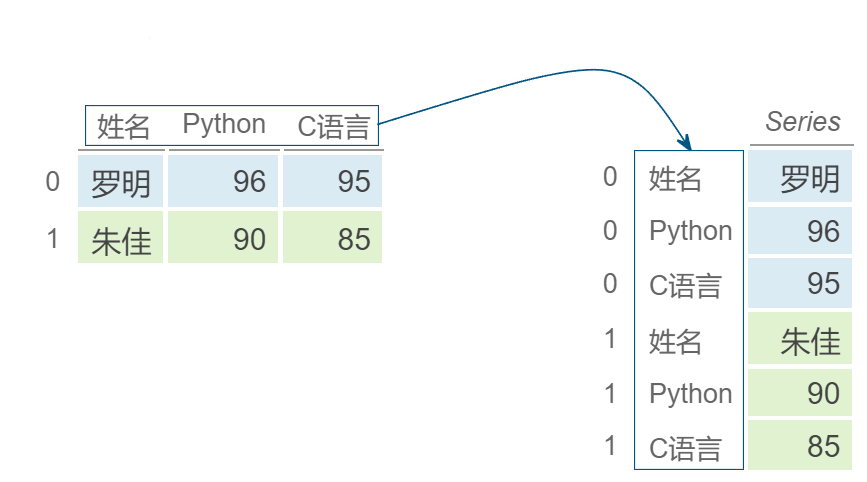 姓名 Python C语言
0 罗明 96 95
1 朱佳 90 85
Series
0 姓名 罗明
0 Python 96
0 C语言 95
1 姓名 朱佳
1 Python 90
1 C语言 85